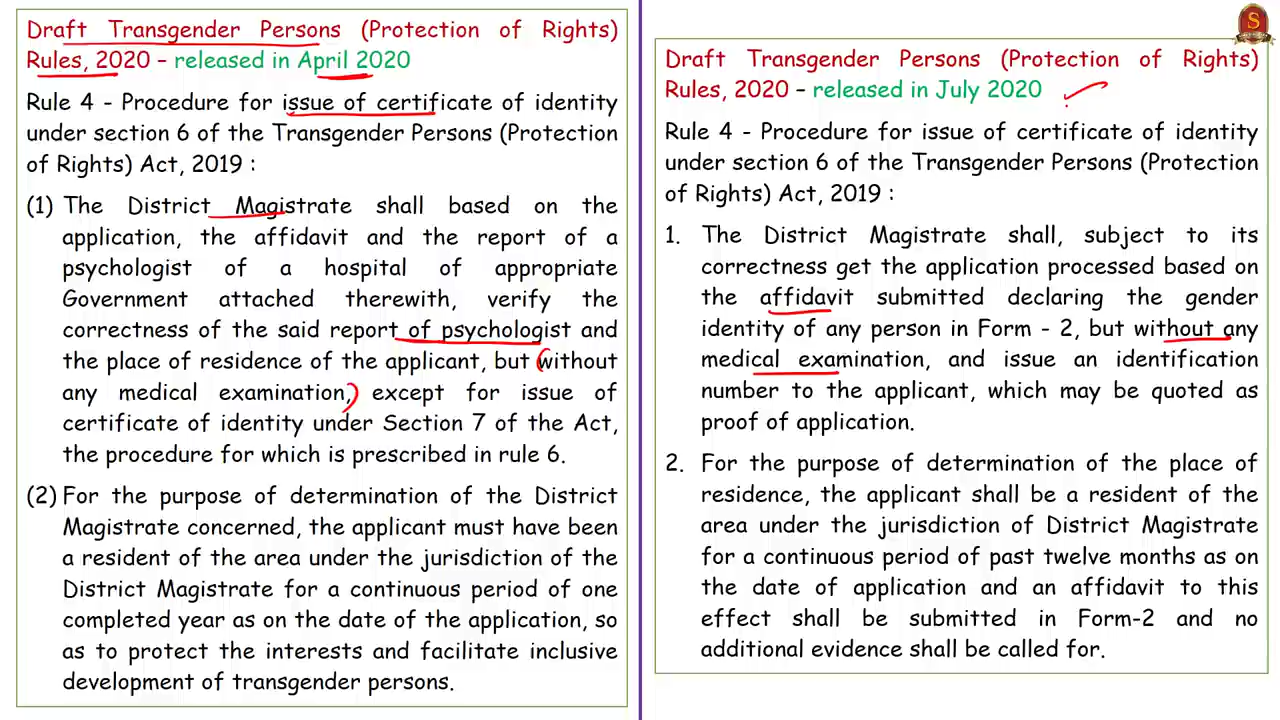 Draft Transgender Persons (Protection of Rights)
Rules, 2020 – released in April 2020
Rule 4 - Procedure for issue of certificate of identity
under section 6 of the Transgender Persons (Protection
of Rights) Act, 2019 :
(1) The District Magistrate shall based on the
application, the affidavit and the report of a
psychologist of a hospital of appropriate
Government attached therewith, verify the
correctness of the said report of psychologist and
the place of residence of the applicant, but without
any medical examination, except for issue of
certificate of identity under Section 7 of the Act,
the procedure for which is prescribed in rule 6.
(2) For the purpose of determination of the District
Magistrate concerned, the applicant must have been
a resident of the area under the jurisdiction of the
District Magistrate for a continuous period of one
completed year as on the date of the application, so
as to protect the interests and facilitate inclusive
development of transgender persons.
S
Draft Transgender Persons (Protection of Rights)
Rules, 2020 – released in July 2020
Rule 4 - Procedure for issue of certificate of identity
under section 6 of the Transgender Persons (Protection
of Rights) Act, 2019 :
1. The District Magistrate shall, subject to its
correctness get the application processed based on
the affidavit submitted declaring the gender
identity of any person in Form - 2, but without any
medical examination, and issue an identification
number to the applicant, which may be quoted as
proof of application.
2. For the purpose of determination of the place of
residence, the applicant shall be a resident of the
area under the jurisdiction of District Magistrate
for a continuous period of past twelve months as on
the date of application and an affidavit to this
effect shall be submitted in Form-2 and no
additional evidence shall be called for.